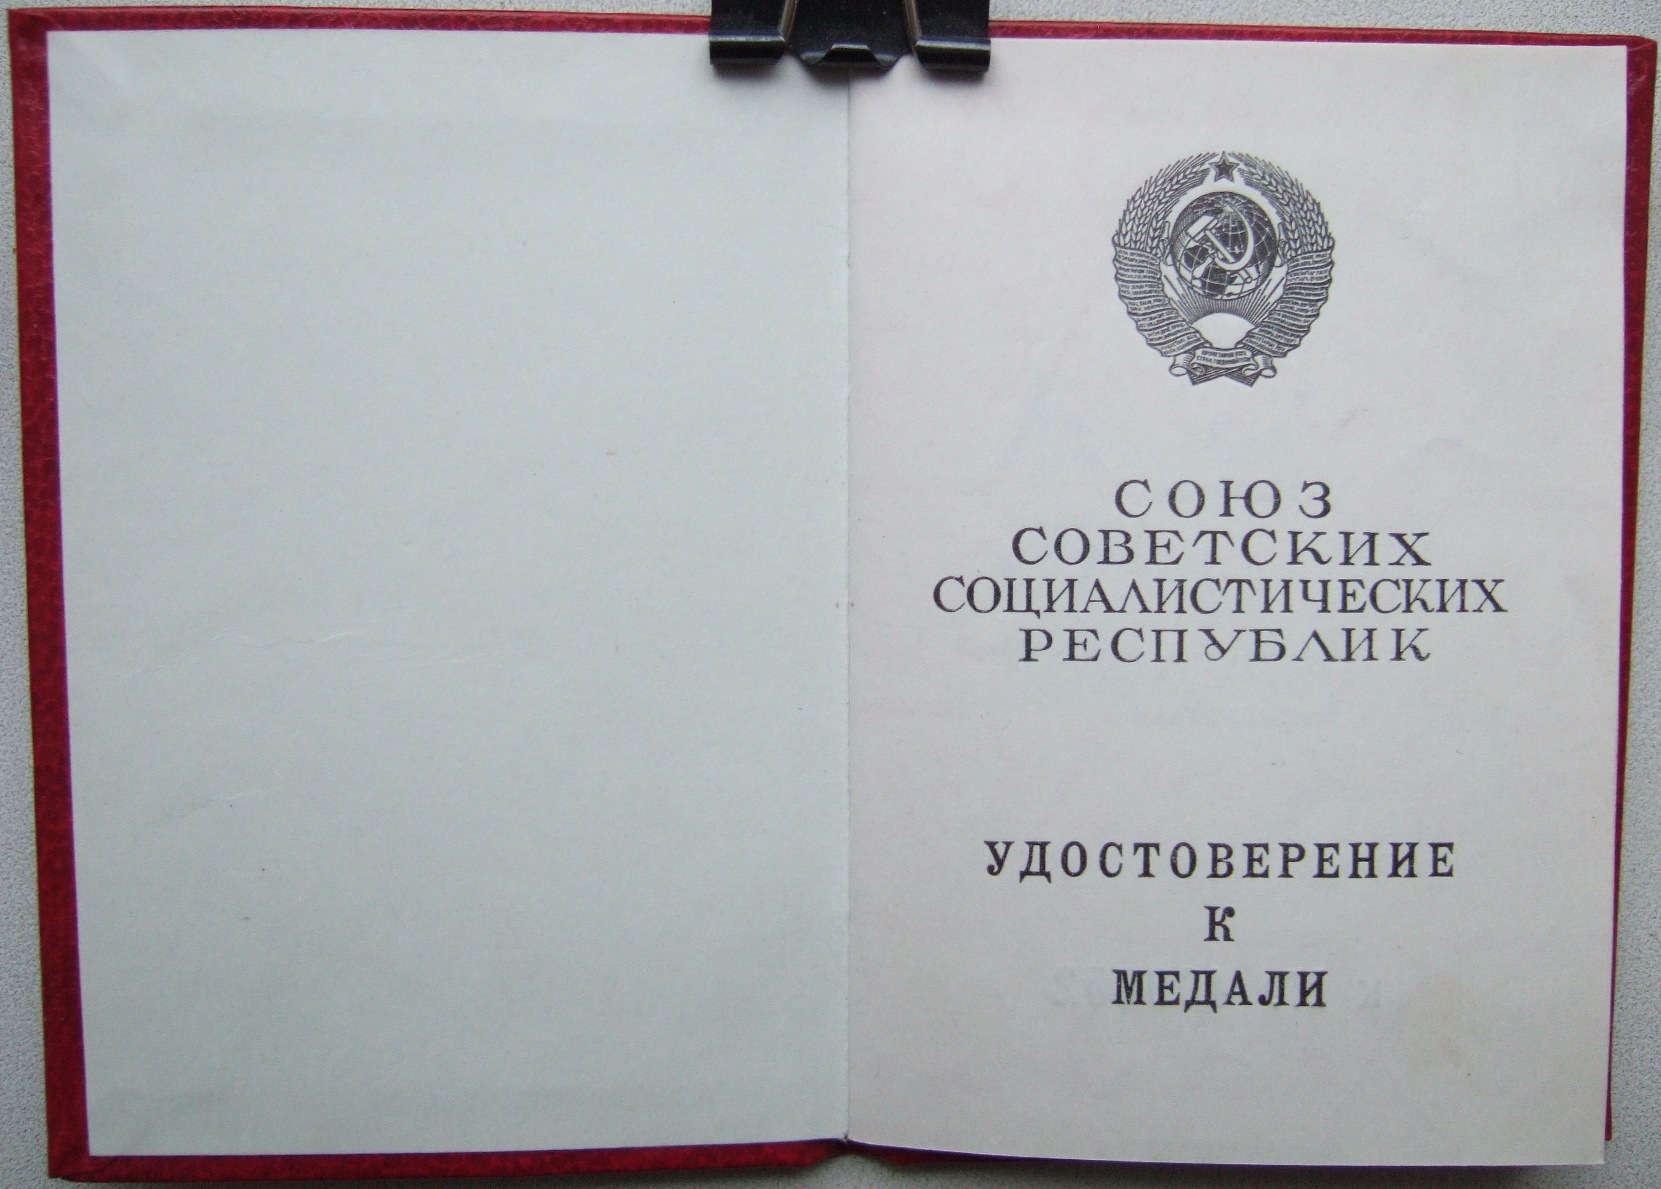 СОЮЗ
СОВЕТСКИХ
СОЦИАЛИСТИЧЕСКИХ
РЕСПУБЛИК
УДОСТОВЕРЕНИЕ
К
МЕДАЛИ